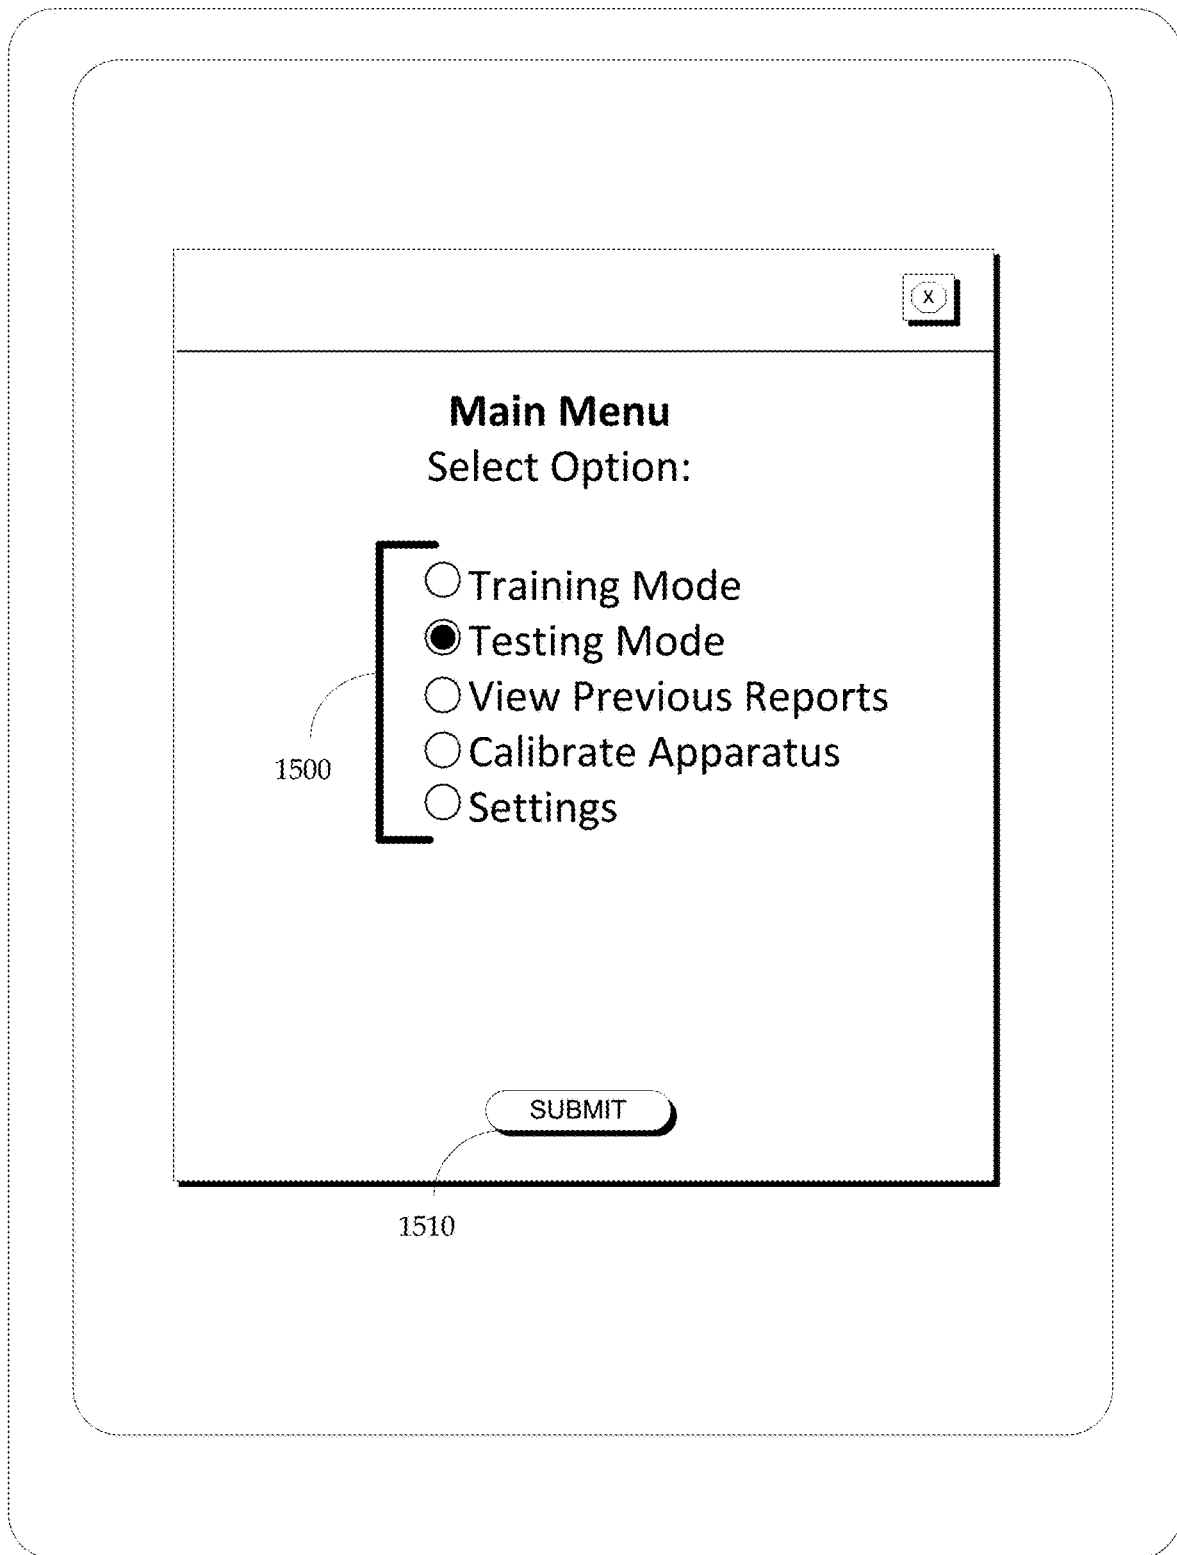 X
Main Menu
Select Option:
Training Mode
Testing Mode
View Previous Reports
Calibrate Apparatus
Settings
1500
SUBMIT
1510